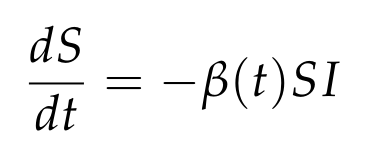 dS/dt = −β(t)SI